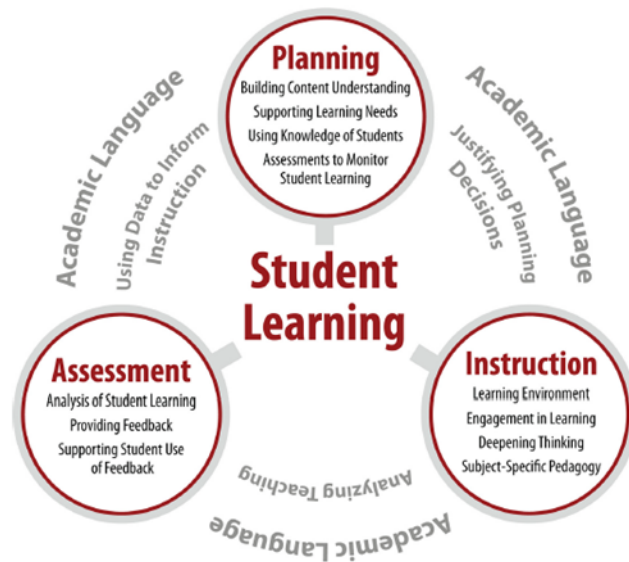 Planning
Building Content Understanding
Supporting Learning Needs
Using Knowledge of Students
Assessments to Monitor
Student Learning
Academic Language
Using Data to Inform
Instruction
Academic Language
Justifying Planning
Decisions
Student
Learning
Assessment
Analysis of Student Learning
Providing Feedback
Supporting Student Use
of Feedback
Instruction
Learning Environment
Engagement in Learning
Deepening Thinking
Subject-Specific Pedagogy
Analyzing Teaching
Academic Language